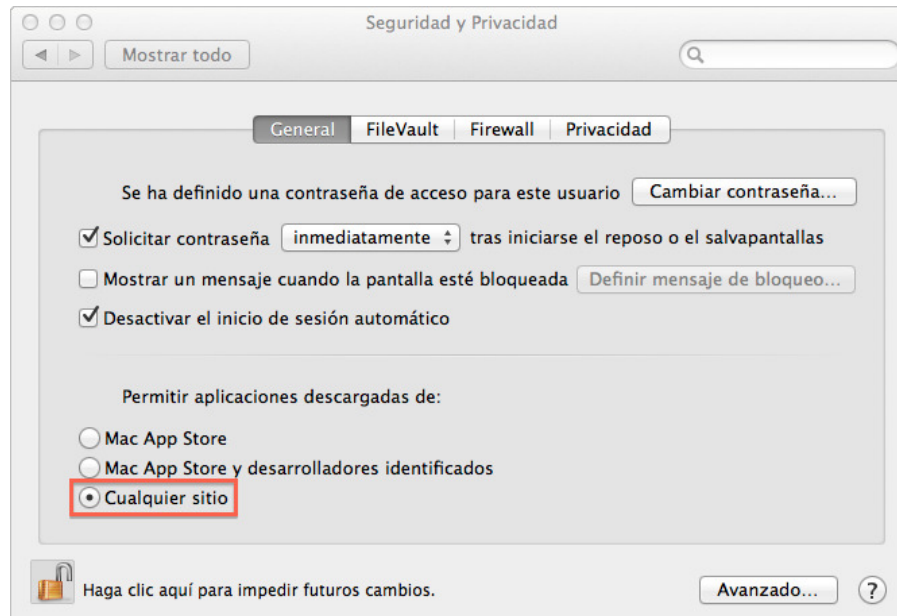 Seguridad y Privacidad
Mostrar todo
General FileVault Firewall Privacidad
Se ha definido una contraseña de acceso para este usuario Cambiar contraseña...
Solicitar contraseña inmediatamente tras iniciarse el reposo o el salvapantallas
Mostrar un mensaje cuando la pantalla esté bloqueada Definir mensaje de bloqueo...
Desactivar el inicio de sesión automático
Permitir aplicaciones descargadas de:
Mac App Store
Mac App Store y desarrolladores identificados
Cualquier sitio
Haga clic aquí para impedir futuros cambios. Avanzado... ?